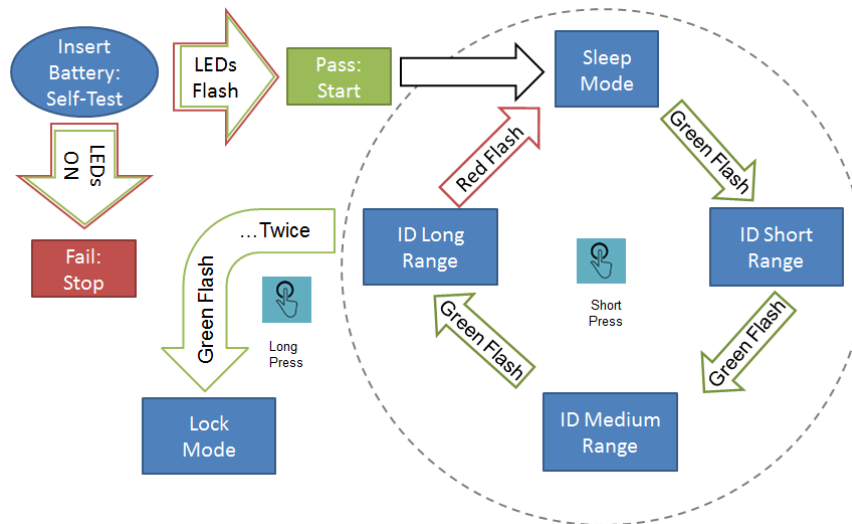 Insert
Battery:
Self-Test
LEDs
Flash
Pass:
Start
Sleep
Mode
LEDs
ON
Fail:
Stop
Red Flash
Green Flash
…Twice
ID Long
Range
ID Short
Range
Green Flash
Long
Press
Short
Press
Green Flash
Green Flash
Lock
Mode
ID Medium
Range